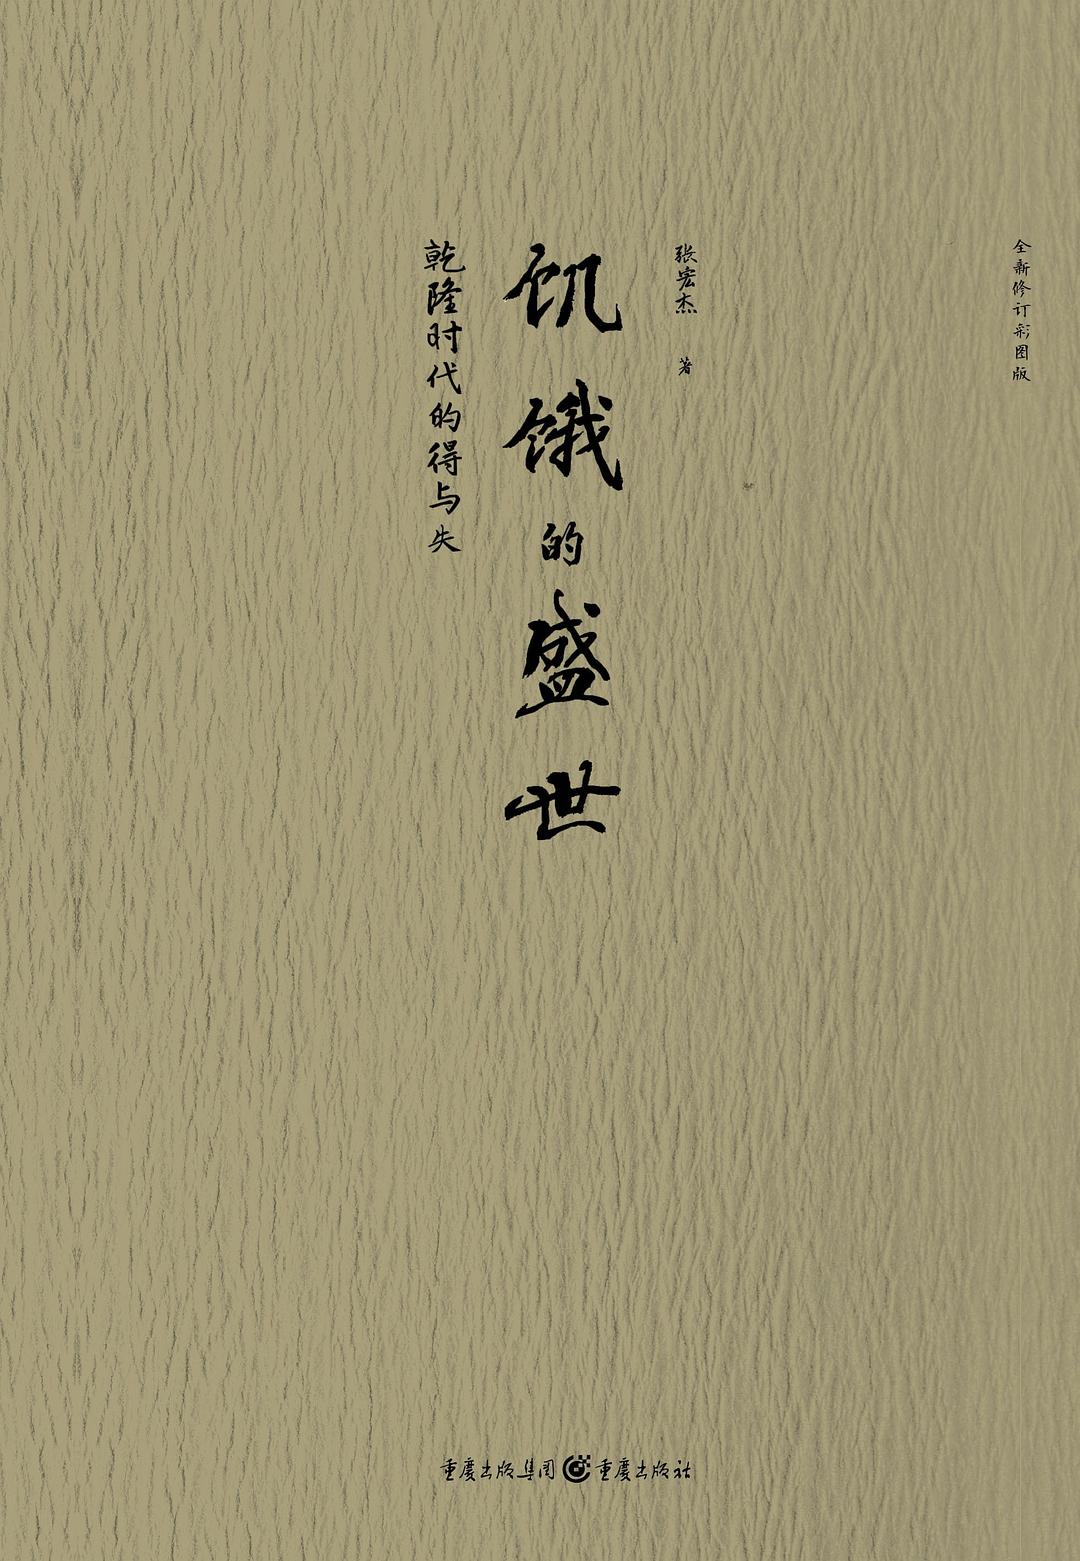 全新修订彩图版
张宏杰 著
饥饿的盛世
乾隆时代的得与失
重庆出版集团 重庆出版社